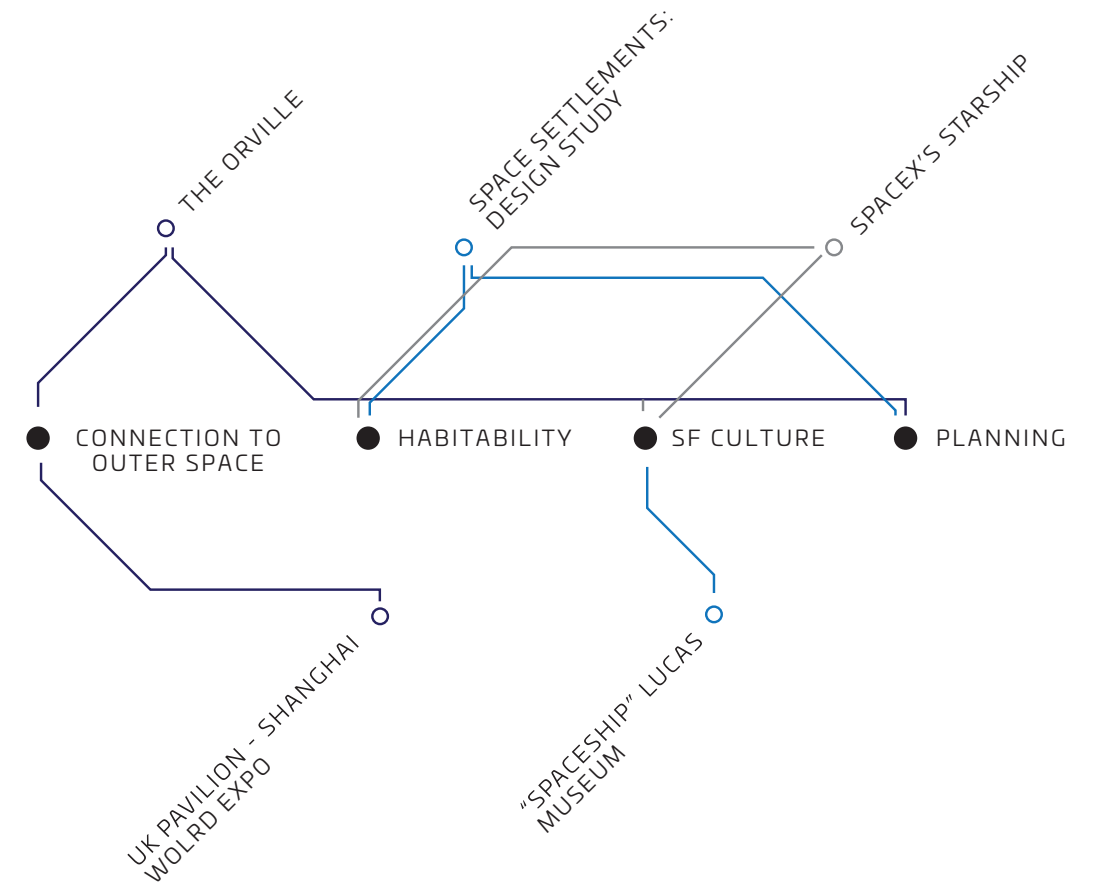 THE ORVILLE
SPACE SETTLEMENTS:
DESIGN STUDY
SPACEX'S STARSHIP
CONNECTION TO
OUTER SPACE
HABITABILITY
SF CULTURE
PLANNING
UK PAVILION - SHANGHAI
WOLRD EXPO
"SPACESHIP" LUCAS
MUSEUM